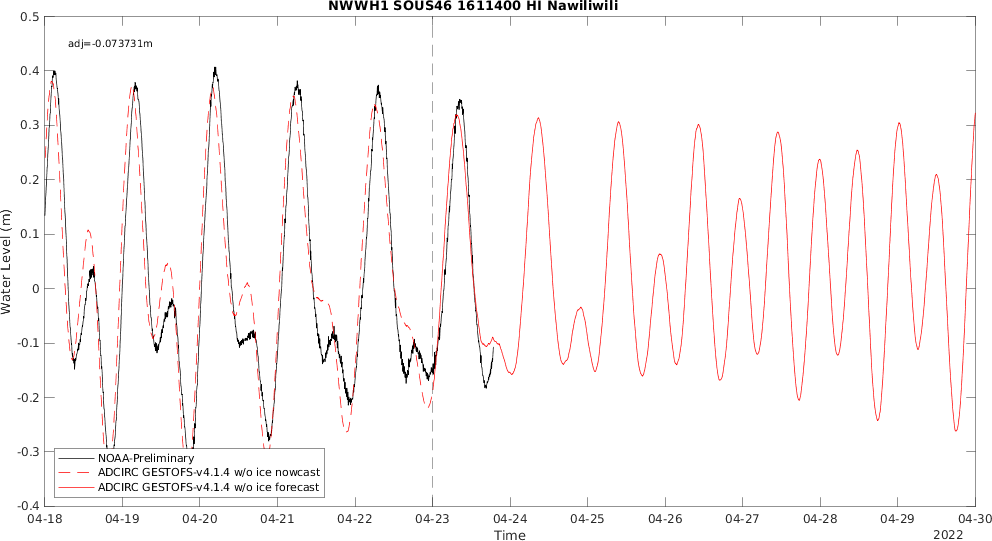 NWWH1 SOUS46 1611400 HI Nawiliwili
adj=-0.073731m
0.5
0.4
0.3
0.2
0.1
0
-0.1
-0.2
-0.3
-0.4
Water Level (m)
NOAA-Preliminary
ADCIRC GESTOFS-v4.1.4 w/o ice nowcast
ADCIRC GESTOFS-v4.1.4 w/o ice forecast
04-18 04-19 04-20 04-21 04-22 04-23 04-24 04-25 04-26 04-27 04-28 04-29 04-30
Time
2022